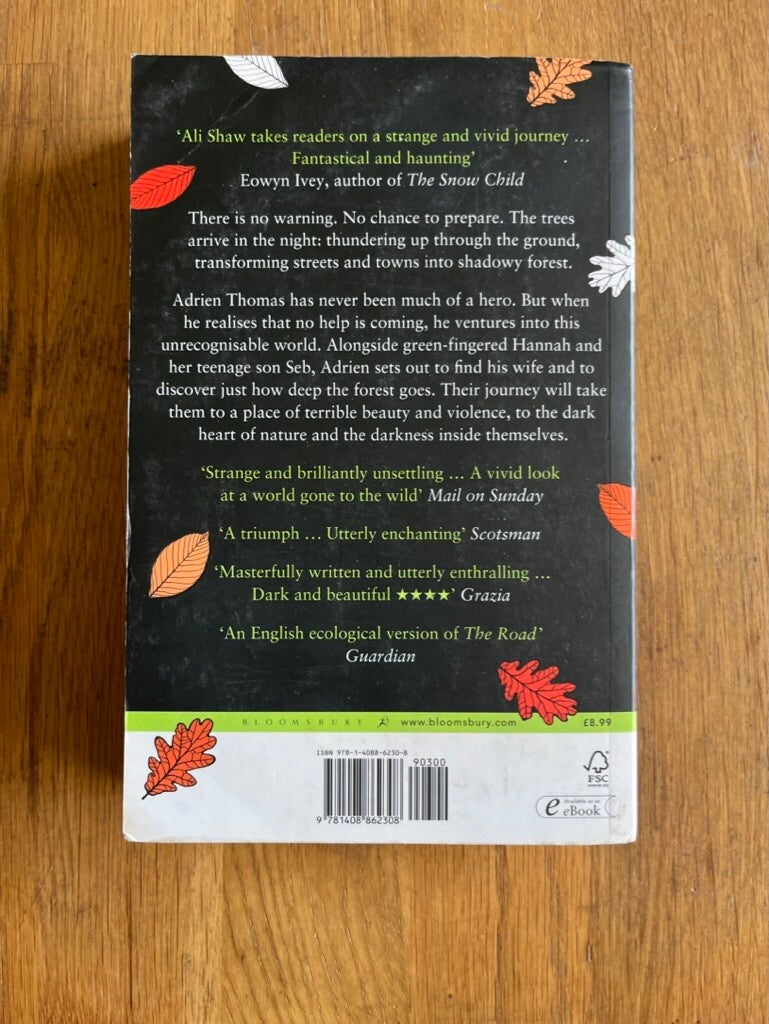 ‘Ali Shaw takes readers on a strange and vivid journey ...
Fantastical and haunting’
Eowyn Ivey, author of The Snow Child
There is no warning. No chance to prepare. The trees
arrive in the night: thundering up through the ground,
transforming streets and towns into shadowy forest.
Adrien Thomas has never been much of a hero. But when
he realises that no help is coming, he ventures into this
unrecognisable world. Alongside green-fingered Hannah and
her teenage son Seb, Adrien sets out to find his wife and to
discover just how deep the forest goes. Their journey will take
them to a place of terrible beauty and violence, to the dark
heart of nature and the darkness inside themselves.
‘Strange and brilliantly unsettling ... A vivid look
at a world gone to the wild’ Mail on Sunday
‘A triumph ... Utterly enchanting’ Scotsman
‘Masterfully written and utterly enthralling ...
Dark and beautiful ★★★★’ Grazia
‘An English ecological version of The Road’
Guardian
BLOOMSBURY www.bloomsbury.com £8.99
ISBN 978-1-4088-6230-8
90300
9 781408 862308
FSC
e Available as an
eBook